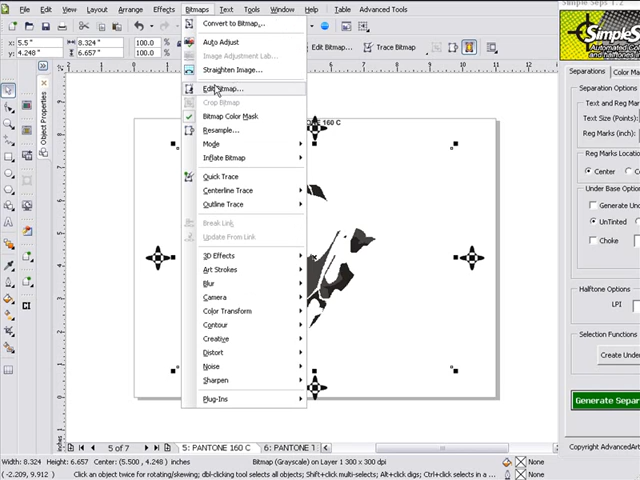 Simple Seps 1.2
File Edit View Layout Arrange Effects Bitmaps Text Tools Window Table AdvancedTools
x: 5.5" 8.324" 100.0 %
y: 4.248" 6.657" 100.0 %
Edit Bitmap... Trace Bitmap
Object Properties
Convert to Bitmap...
Auto Adjust
Image Adjustment Lab...
Straighten Image...
Edit Bitmap...
Crop Bitmap
Bitmap Color Mask
Resample...
Mode
Inflate Bitmap
Quick Trace
Centerline Trace
Outline Trace
Break Link
Update From Link
3D Effects
Art Strokes
Blur
Camera
Color Transform
Contour
Creative
Distort
Noise
Sharpen
Plug-Ins
ONE 160 C
CI
SimpleSe
Automated Col
Separations Color M
Separation Options
Text and Reg Mar
Text Size (Points):
Reg Marks (inch):
Reg Marks Locatio
Center C
Under Base Option
Generate Un
UnTinted
Choke
Halftone Options
LPI
Selection Functions
Create Under
Generate Separ
Copyright AdvancedArt
5 of 7 5: PANTONE 160 C 6: PANTONE 1
Width: 8.324 Height: 6.657 Center: (5.500, 4.248) inches Bitmap (Grayscale) on Layer 1 300 x 300 dpi None
( -2.209, 9.912 ) Click an object twice for rotating/skewing; dbl-clicking tool selects all objects; Shift+click multi-selects; Alt+click digs; Ctrl+click selects in a ... None